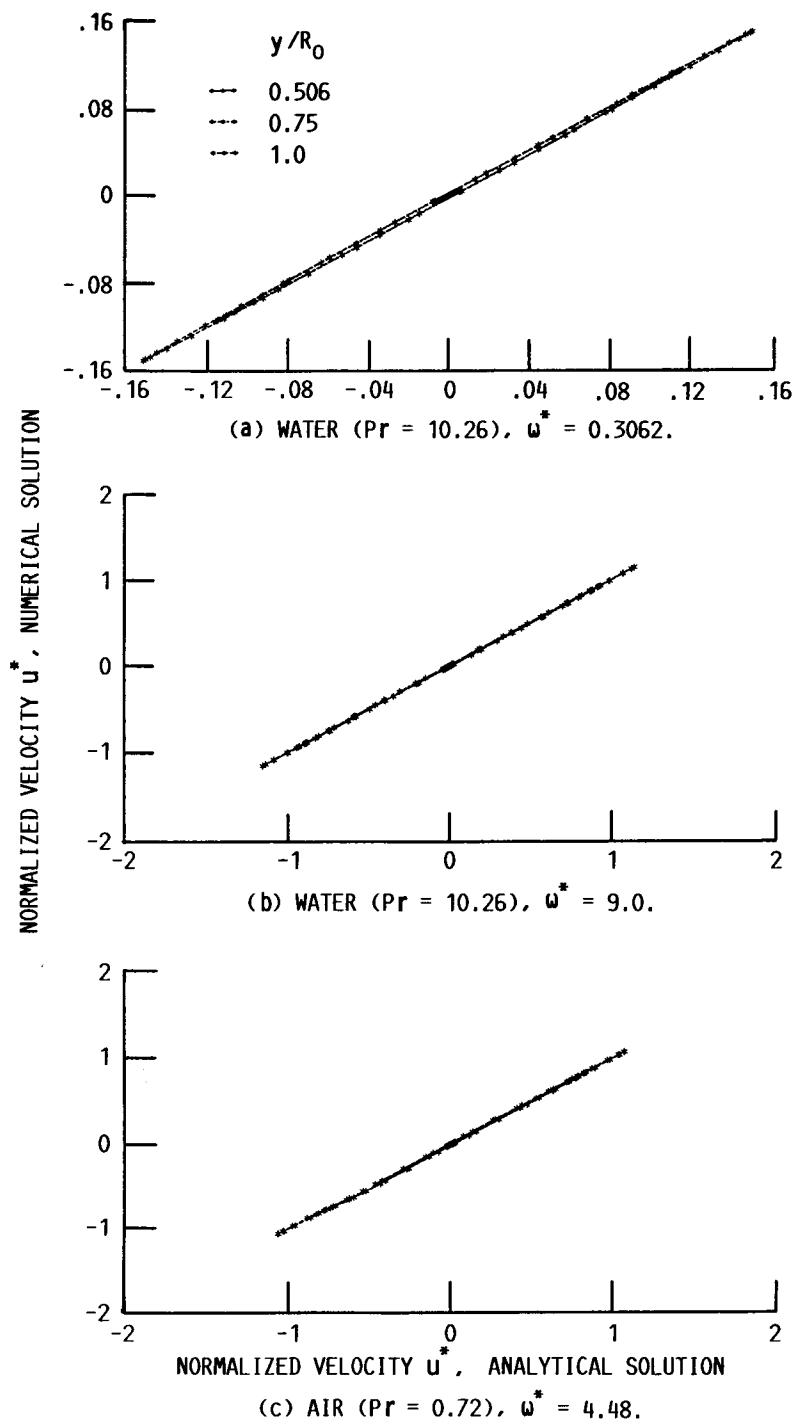 y/R₀
0.506
0.75
1.0
.16
.08
0
-.08
-.16
-.16 -.12 -.08 -.04 0 .04 .08 .12 .16
(a) WATER (Pr = 10.26), ω* = 0.3062.
NORMALIZED VELOCITY u*, NUMERICAL SOLUTION
2
1
0
-1
-2
-2 -1 0 1 2
(b) WATER (Pr = 10.26), ω* = 9.0.
2
1
0
-1
-2
-2 -1 0 1 2
NORMALIZED VELOCITY u*, ANALYTICAL SOLUTION
(c) AIR (Pr = 0.72), ω* = 4.48.